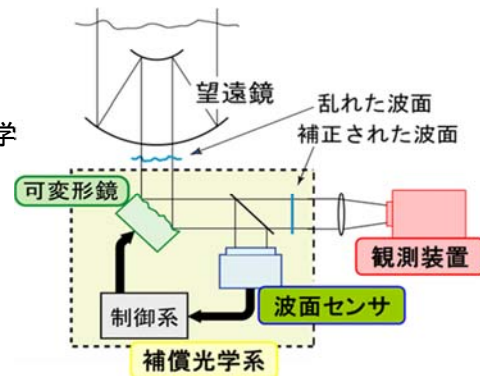 望遠鏡
学
乱れた波面
補正された波面
可変形鏡
観測装置
波面センサ
制御系
補償光学系